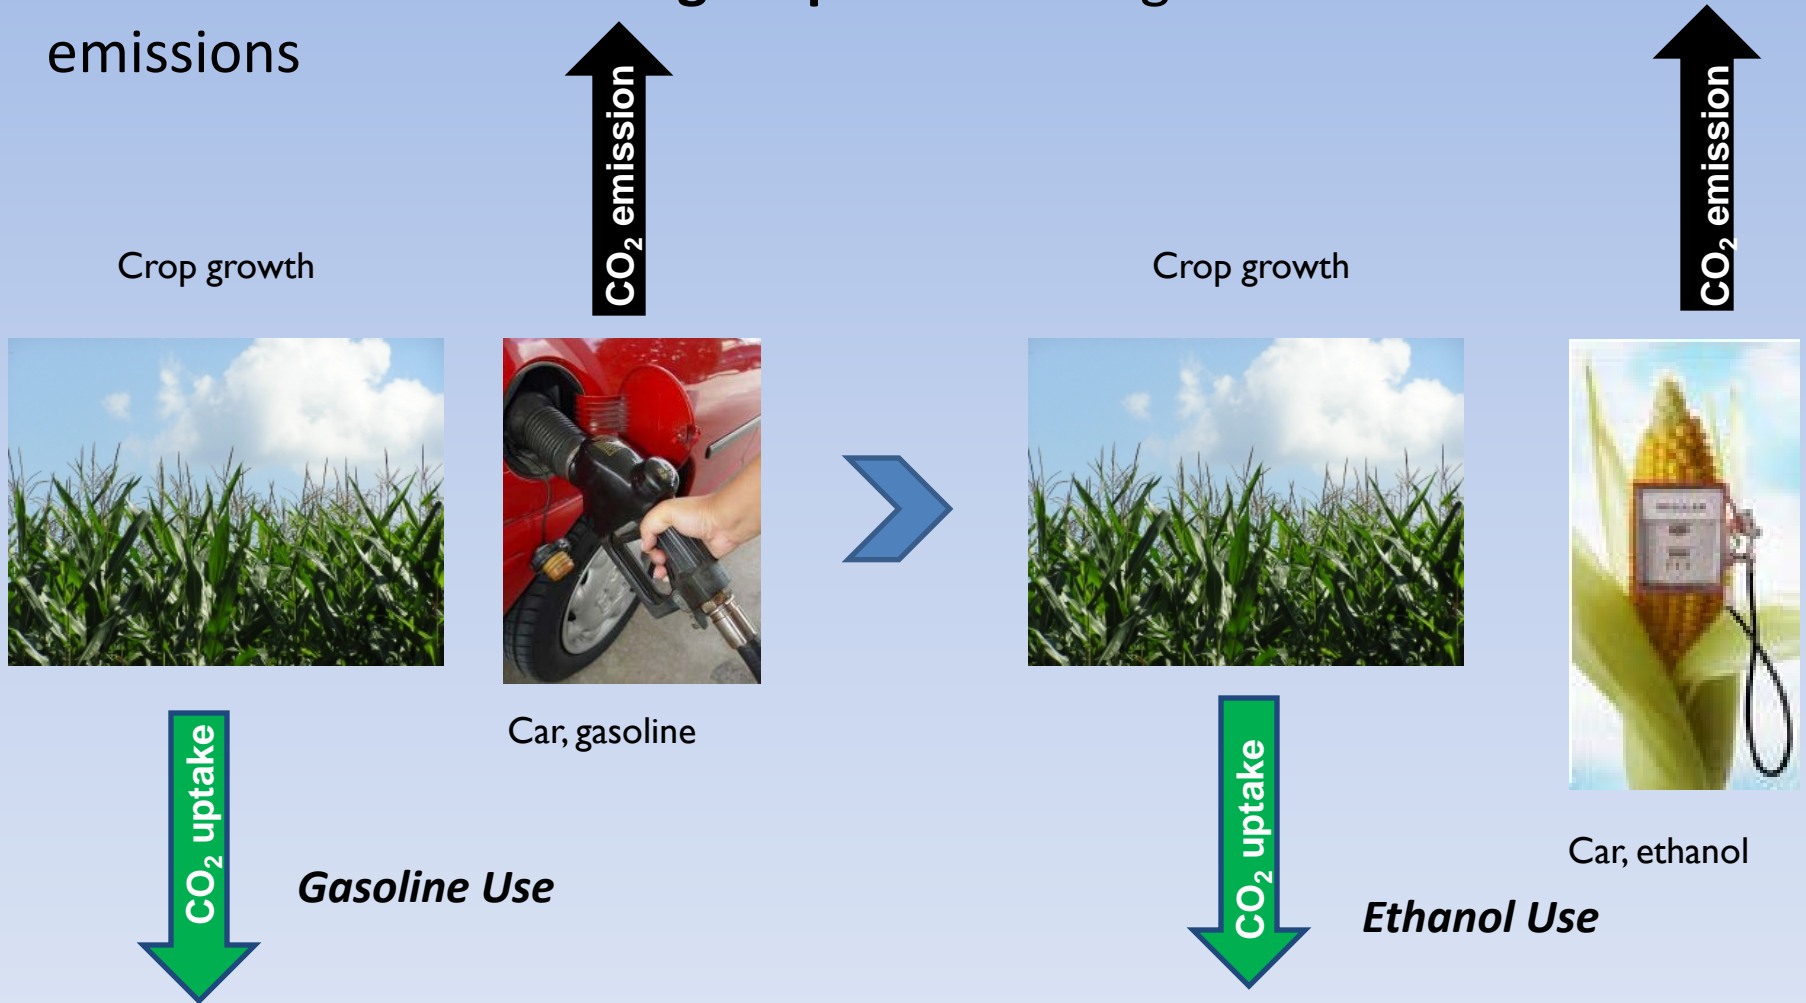 emissions
CO₂ emission
CO₂ emission
Crop growth
Crop growth
Car, gasoline
CO₂ uptake
CO₂ uptake
Car, ethanol
Gasoline Use
Ethanol Use